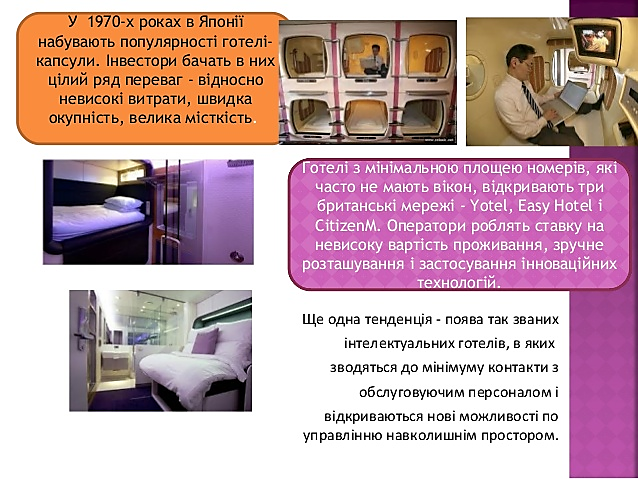 У 1970-х роках в Японії
набувають популярності готелі-
капсули. Інвестори бачать в них
цілий ряд переваг - відносно
невисокі витрати, швидка
окупність, велика місткість.
Готелі з мінімальною площею номерів, які
часто не мають вікон, відкривають три
британські мережі - Yotel, Easy Hotel і
CitizenM. Оператори роблять ставку на
невисоку вартість проживання, зручне
розташування і застосування інноваційних
технологій.
Ще одна тенденція - поява так званих
інтелектуальних готелів, в яких
зводяться до мінімуму контакти з
обслуговуючим персоналом і
відкриваються нові можливості по
управлінню навколишнім простором.